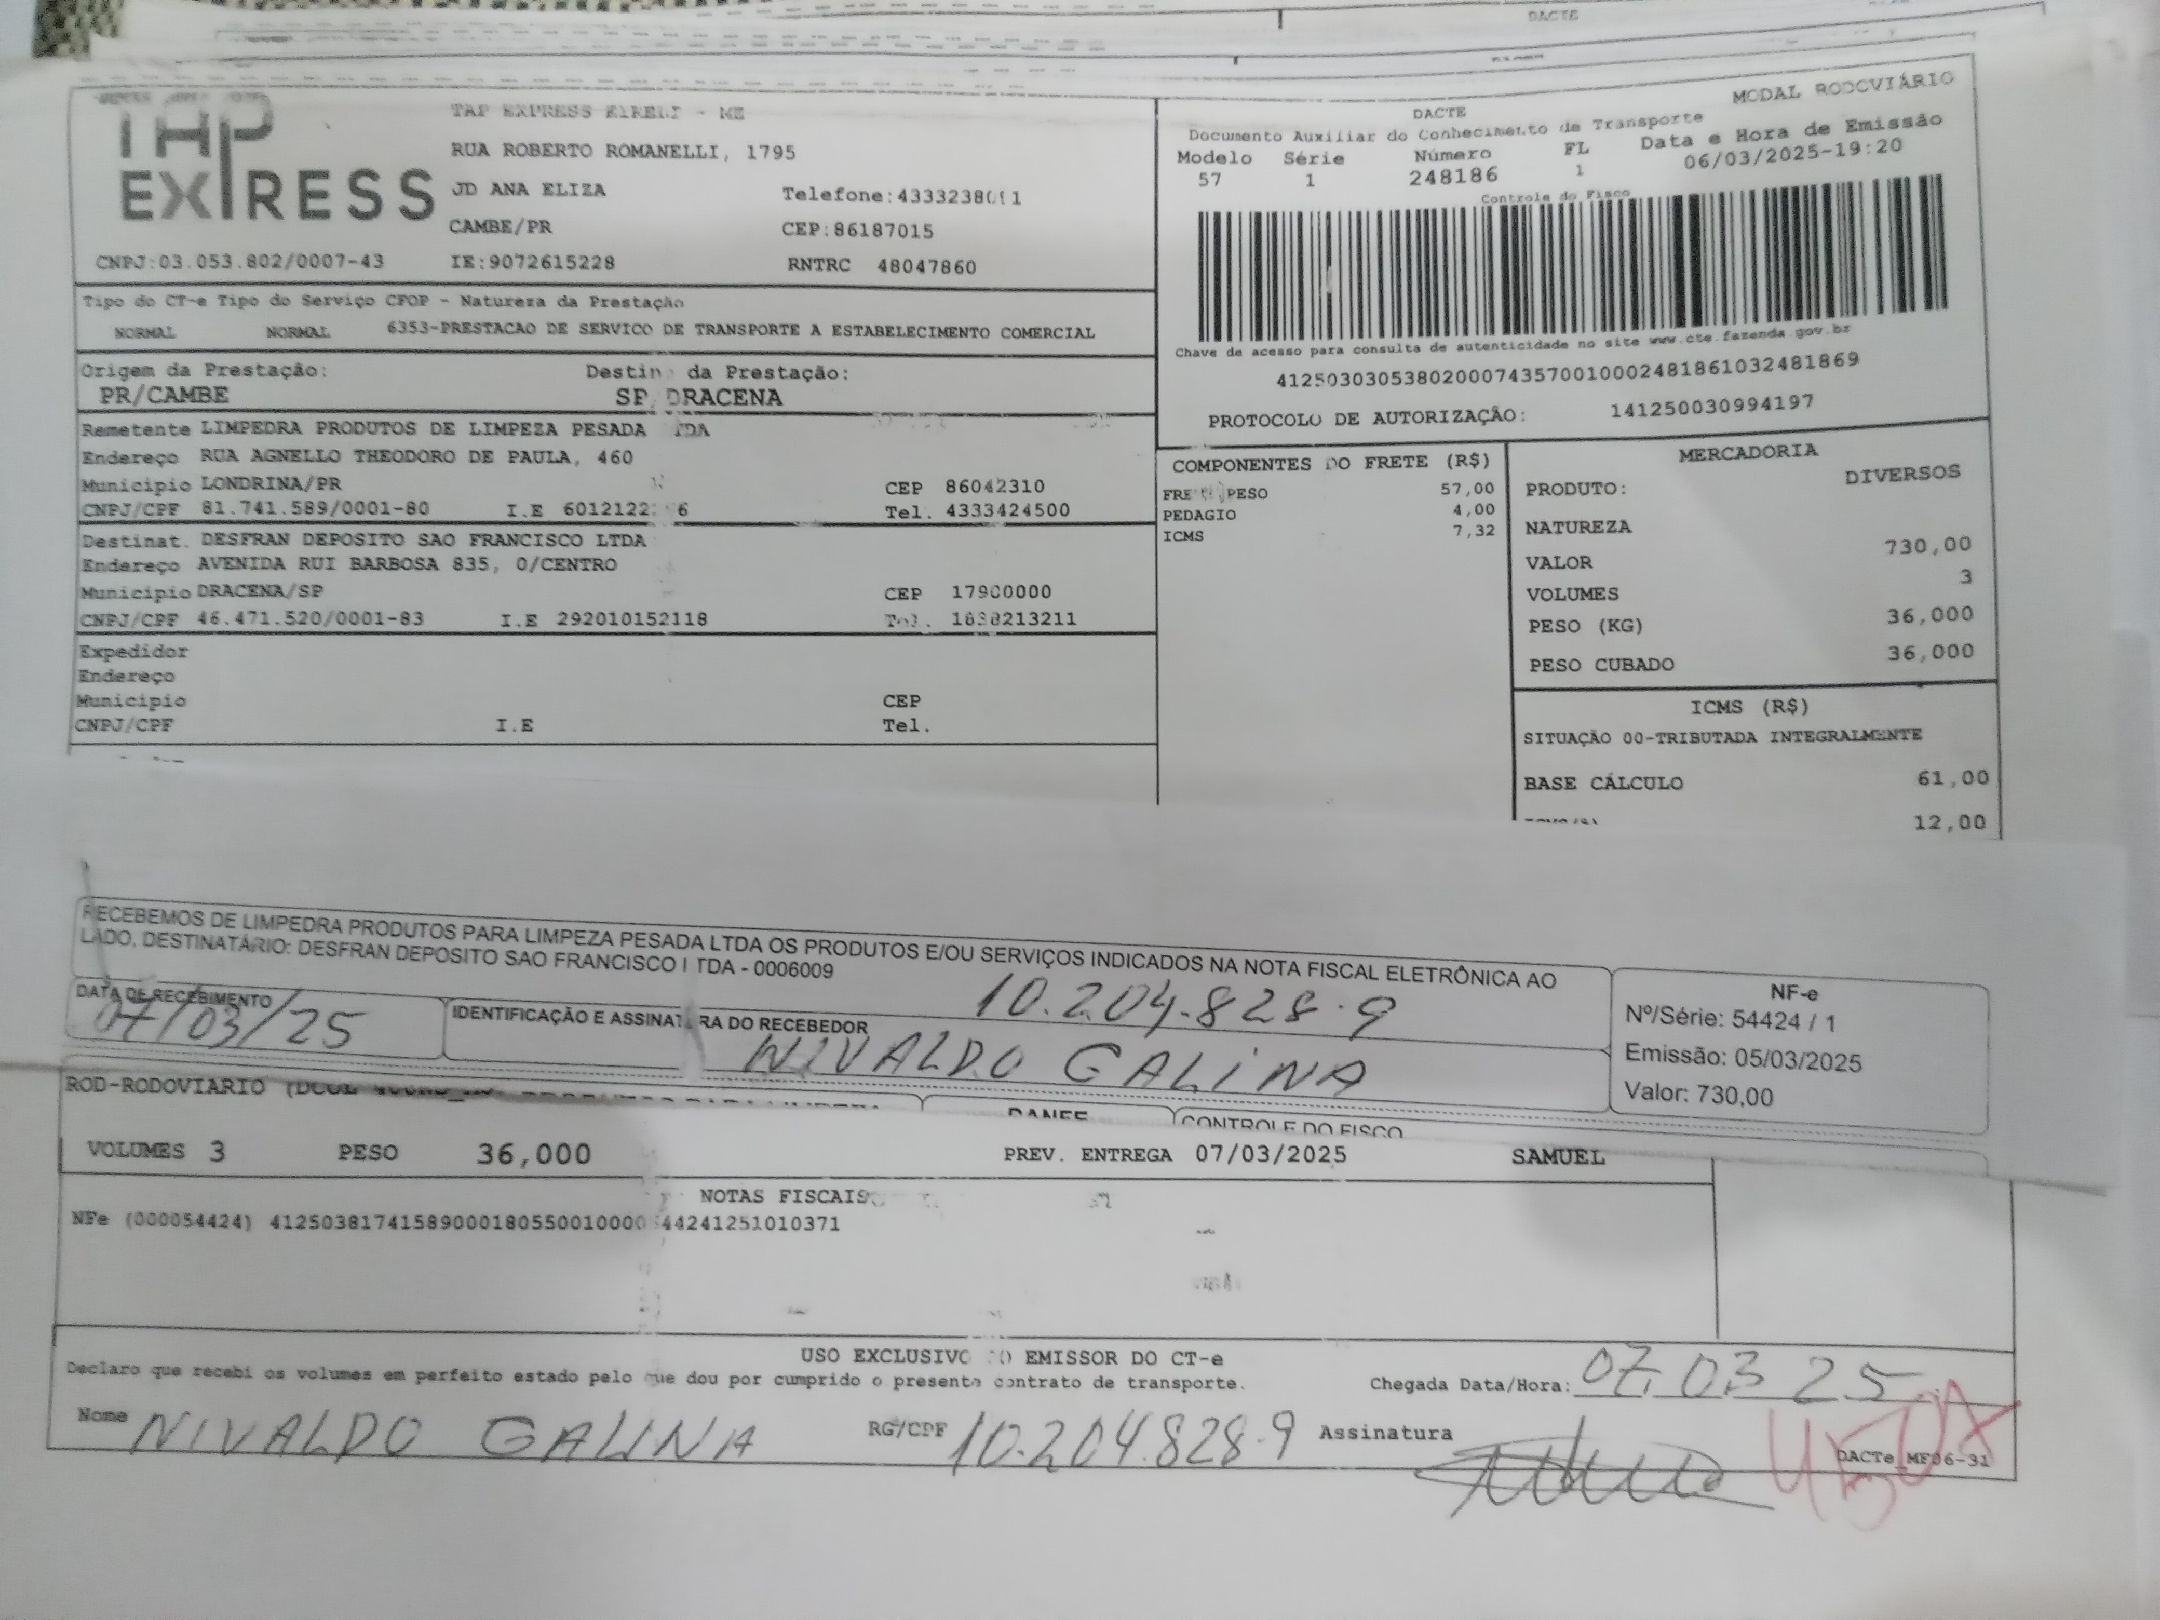 DACTE
TAP
EXPRESS
TAP EXPRESS EIRELI - ME
RUA ROBERTO ROMANELLI, 1795
JD ANA ELIZA Telefone:4333238011
CAMBE/PR CEP:86187015
CNPJ:03.053.802/0007-43 IE:9072615228 RNTRC 48047860
DACTE MODAL RODOVIÁRIO
Documento Auxiliar do Conhecimento de Transporte
Modelo Série Número FL Data e Hora de Emissão
57 1 248186 1 06/03/2025-19:20
Controle do Fisco
Chave de acesso para consulta de autenticidade no site www.cte.fazenda.gov.br
41250303053802000743570010002481861032481869
PROTOCOLO DE AUTORIZAÇÃO: 141250030994197
Tipo do CT-e Tipo do Serviço CFOP - Natureza da Prestação
NORMAL NORMAL 6353-PRESTACAO DE SERVICO DE TRANSPORTE A ESTABELECIMENTO COMERCIAL
Origem da Prestação: Destino da Prestação:
PR/CAMBE SP/DRACENA
Remetente LIMPEDRA PRODUTOS DE LIMPEZA PESADA LTDA
Endereço RUA AGNELLO THEODORO DE PAULA, 460
Municipio LONDRINA/PR CEP 86042310
CNPJ/CPF 81.741.589/0001-80 I.E Tel. 4333424500
Destinat. DESFRAN DEPOSITO SAO FRANCISCO LTDA
Endereço AVENIDA RUI BARBOSA 835, 0/CENTRO
Municipio DRACENA/SP CEP 17900000
CNPJ/CPF 46.471.520/0001-83 I.E 292010152118 Tel. 1838213211
Expedidor
Endereço
Municipio CEP
CNPJ/CPF I.E Tel.
COMPONENTES DO FRETE (R$)
FRETE PESO 57,00
PEDAGIO 4,00
ICMS 7,32
MERCADORIA
PRODUTO: DIVERSOS
NATUREZA
VALOR 730,00
VOLUMES 3
PESO (KG) 36,000
PESO CUBADO 36,000
ICMS (R$)
SITUAÇÃO 00-TRIBUTADA INTEGRALMENTE
BASE CÁLCULO 61,00
12,00
RECEBEMOS DE LIMPEDRA PRODUTOS PARA LIMPEZA PESADA LTDA OS PRODUTOS E/OU SERVIÇOS INDICADOS NA NOTA FISCAL ELETRÔNICA AO
LADO, DESTINATÁRIO: DESFRAN DEPOSITO SAO FRANCISCO LTDA - 0006009
10.204.828-9
DATA DE RECEBIMENTO IDENTIFICAÇÃO E ASSINATURA DO RECEBEDOR
07/03/25 NIVALDO GALINA
NF-e
Nº/Série: 54424 / 1
Emissão: 05/03/2025
Valor: 730,00
ROD-RODOVIARIO
DANFE CONTROLE DO FISCO
VOLUMES 3 PESO 36,000 PREV. ENTREGA 07/03/2025 SAMUEL
NOTAS FISCAIS
NFe (000054424) 41250381741589000180550010000544241251010371
USO EXCLUSIVO DO EMISSOR DO CT-e
Declaro que recebi os volumes em perfeito estado pelo que dou por cumprido o presente contrato de transporte. Chegada Data/Hora: 07 03 25
Nome NIVALDO GALINA RG/CPF 10.204.828-9 Assinatura
DACTe_MF06-31